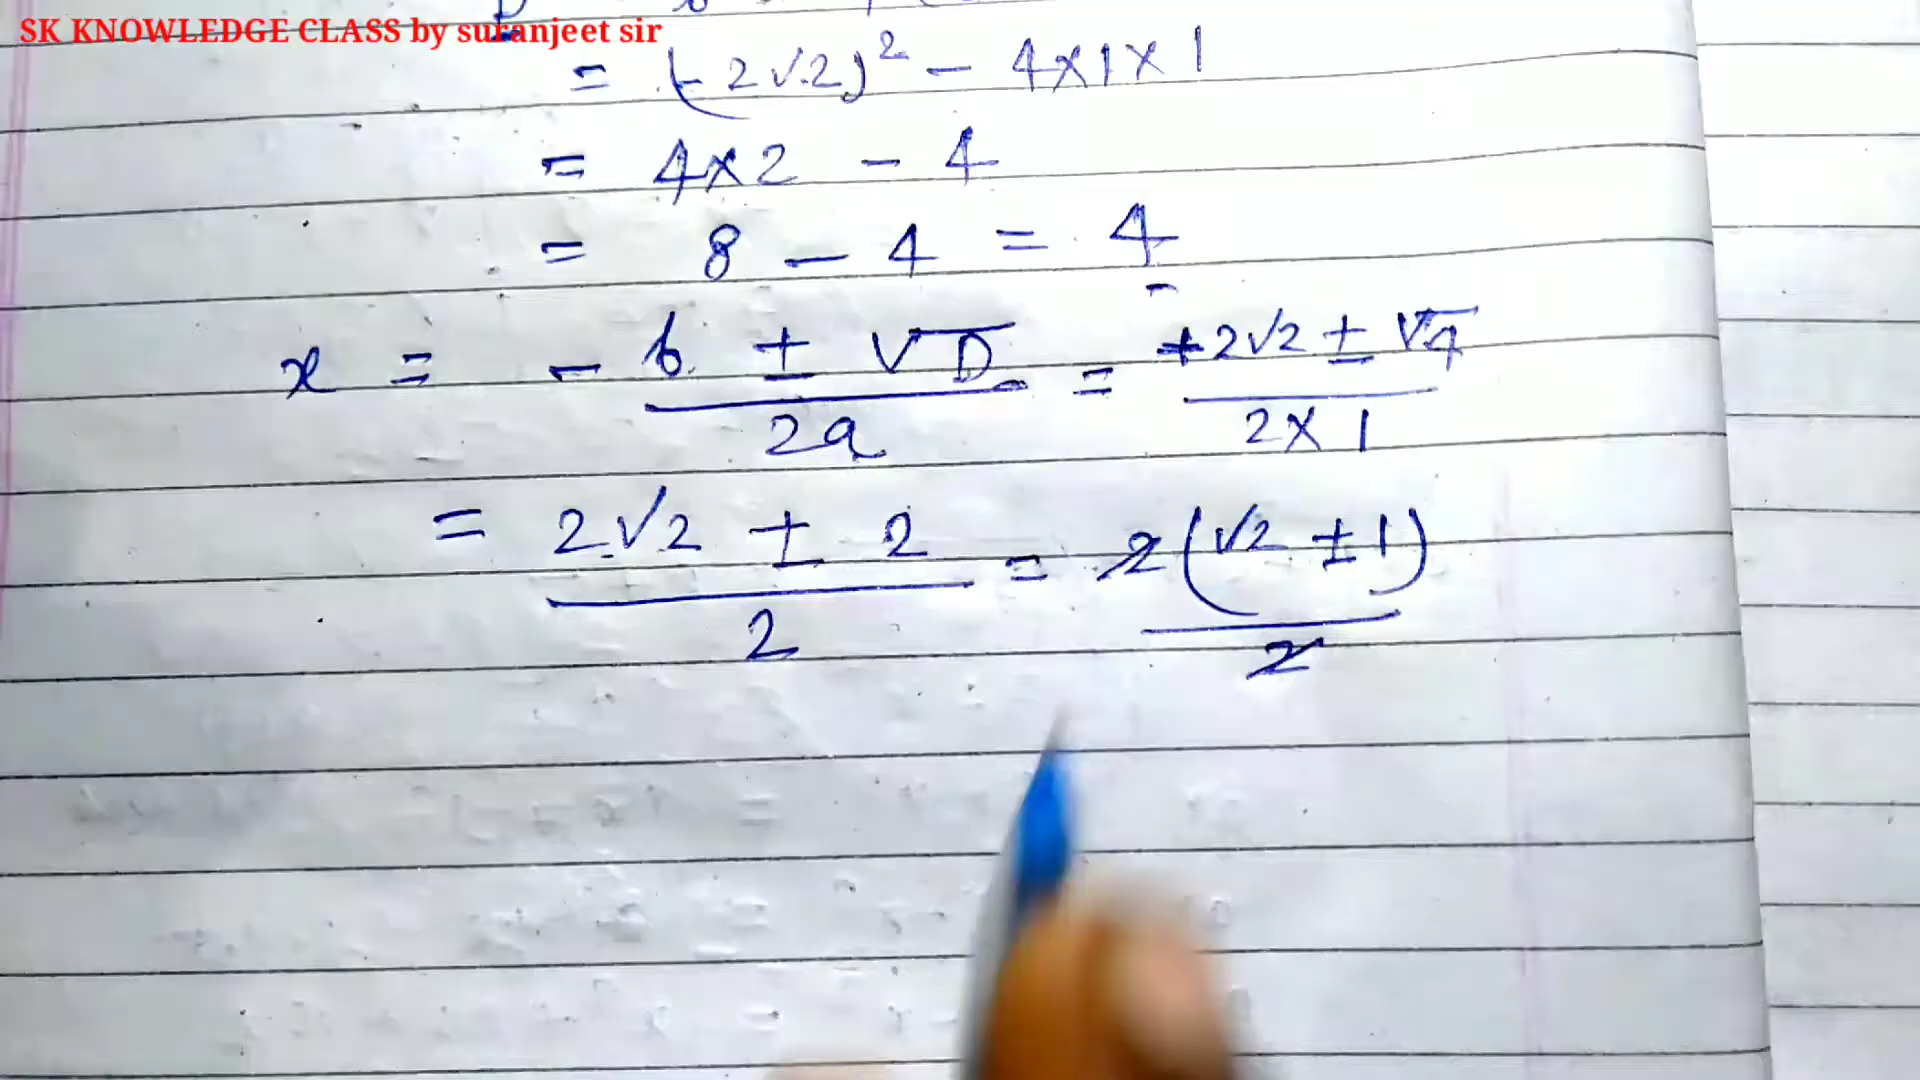 SK KNOWLEDGE CLASS by suranjeet sir
= (-2√2)² - 4×1×1
= 4×2 - 4
= 8 - 4 = 4
x = -b ± √D / 2a = +2√2 ± √4 / 2×1
= 2√2 ± 2 / 2 = 2(√2 ± 1) / 2